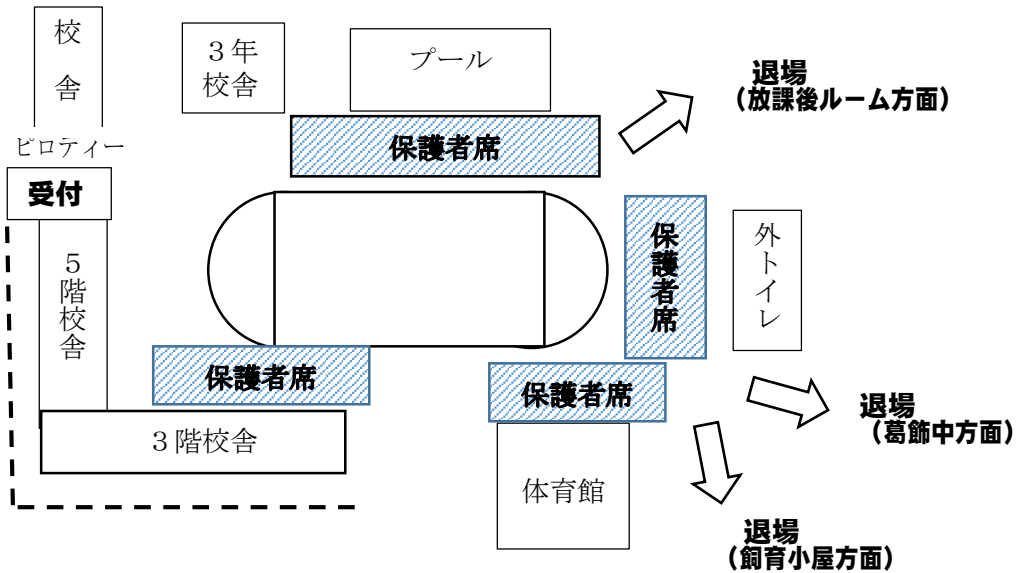 校
舎
３年
校舎
プール
退場
（放課後ルーム方面）
保護者席
ピロティー
受付
保護者席
外トイレ
５階校舎
保護者席
保護者席
退場
（葛飾中方面）
３階校舎
体育館
退場
（飼育小屋方面）